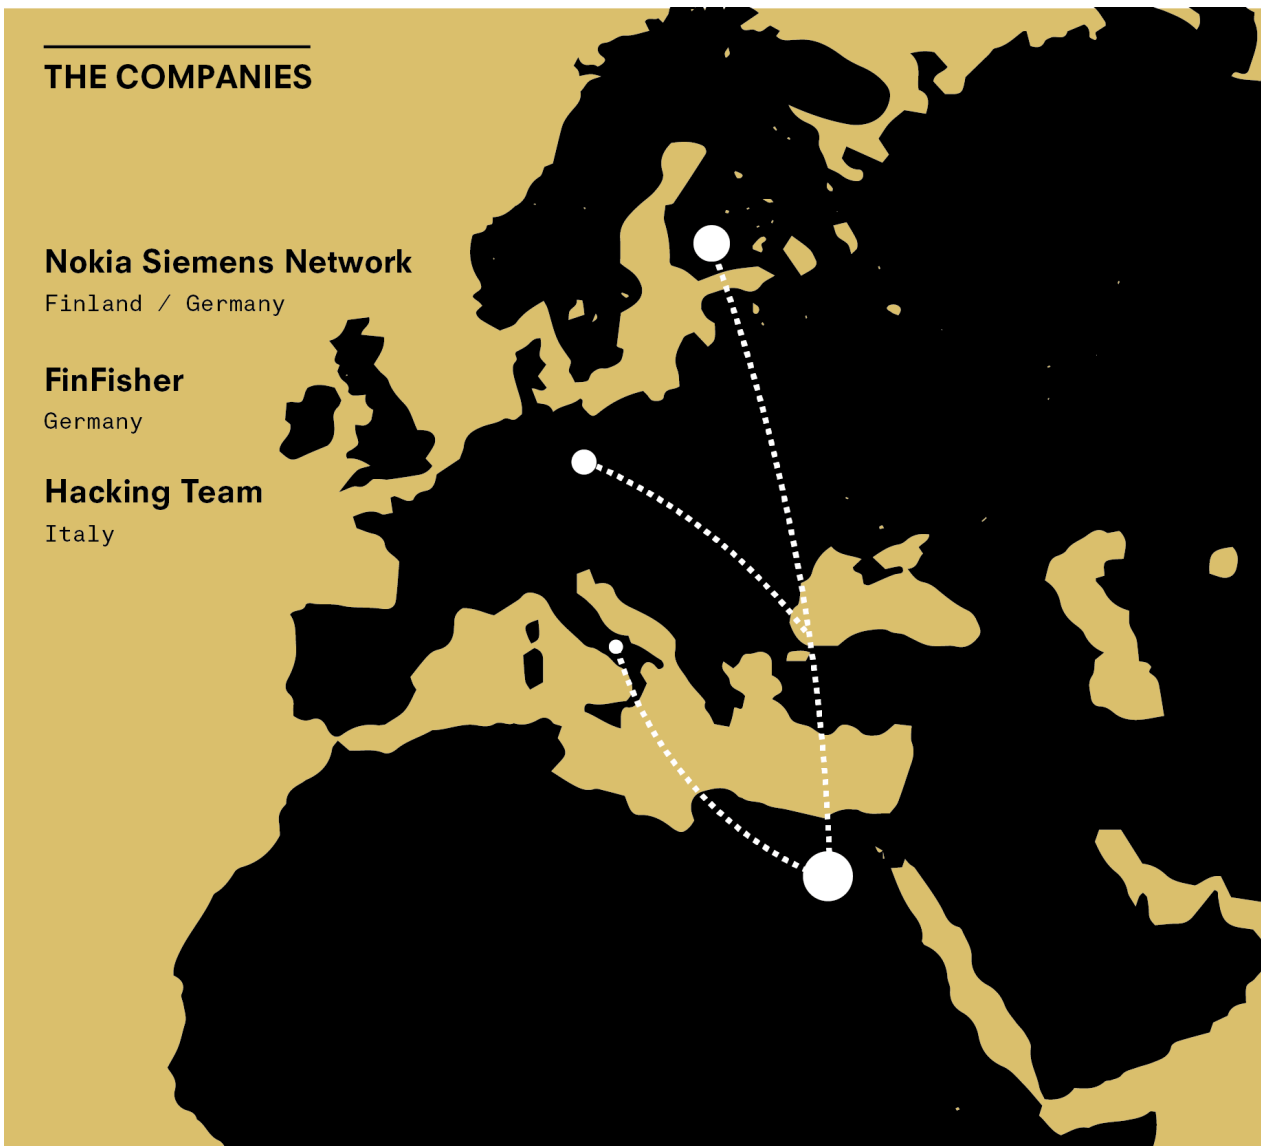 THE COMPANIES
Nokia Siemens Network
Finland / Germany
FinFisher
Germany
Hacking Team
Italy